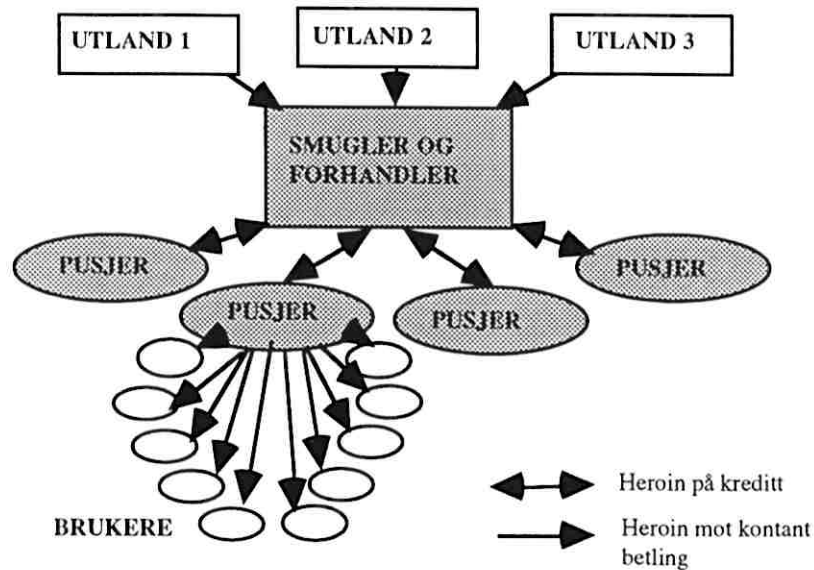 UTLAND 1
UTLAND 2
UTLAND 3
SMUGLER OG
FORHANDLER
PUSJER
PUSJER
PUSJER
PUSJER
BRUKERE
Heroin på kreditt
Heroin mot kontant
betling